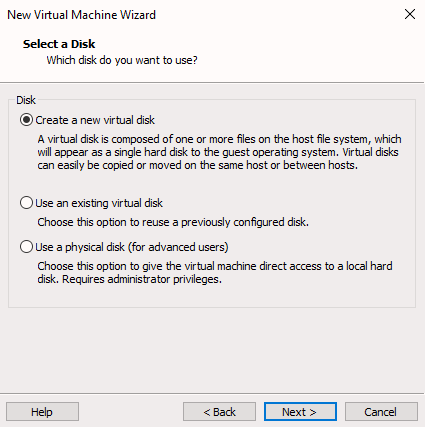 New Virtual Machine Wizard
Select a Disk
Which disk do you want to use?
Disk
Create a new virtual disk
A virtual disk is composed of one or more files on the host file system, which
will appear as a single hard disk to the guest operating system. Virtual disks
can easily be copied or moved on the same host or between hosts.
Use an existing virtual disk
Choose this option to reuse a previously configured disk.
Use a physical disk (for advanced users)
Choose this option to give the virtual machine direct access to a local hard
disk. Requires administrator privileges.
Help < Back Next > Cancel